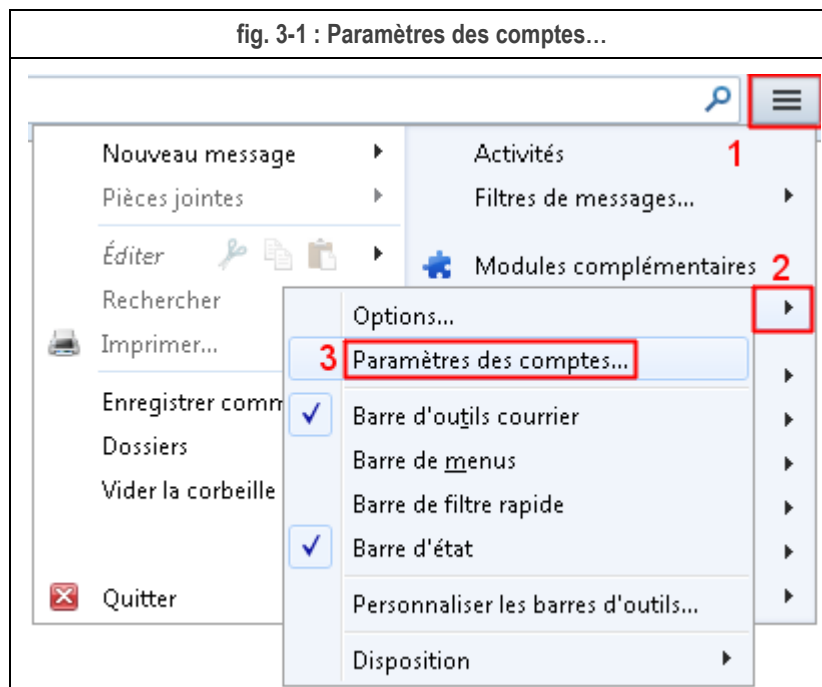 fig. 3-1 : Paramètres des comptes…
1
Nouveau message
Pièces jointes
Éditer
Rechercher
Imprimer...
Enregistrer comm
Dossiers
Vider la corbeille
Quitter
Activités
Filtres de messages...
Modules complémentaires
2
Options...
3 Paramètres des comptes...
Barre d'outils courrier
Barre de menus
Barre de filtre rapide
Barre d'état
Personnaliser les barres d'outils...
Disposition